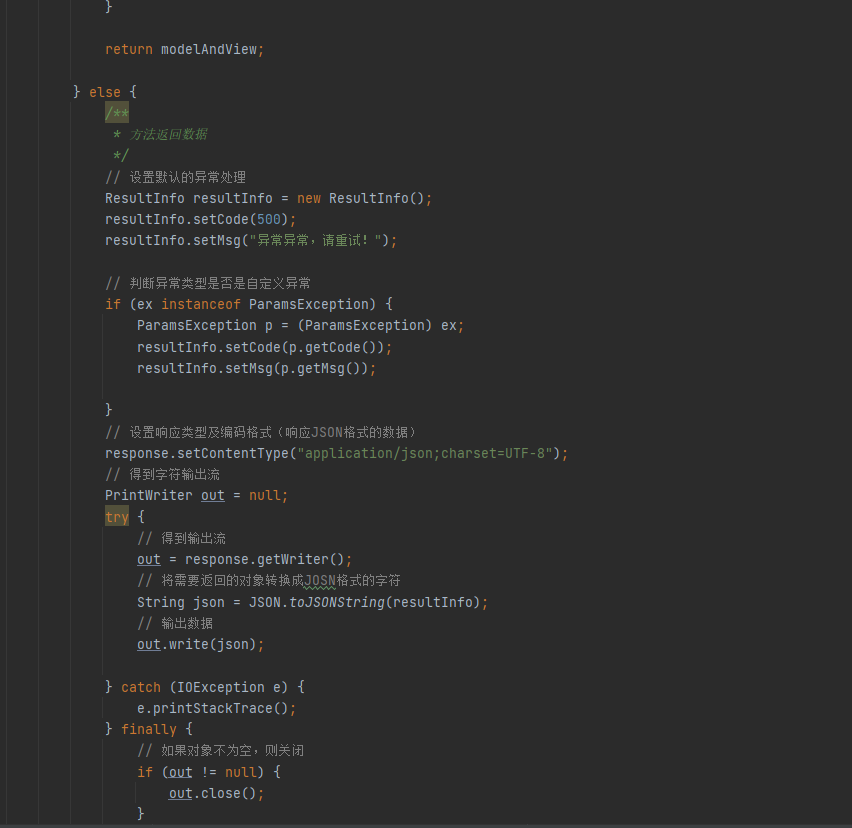 }
return modelAndView;
} else {
/**
* 方法返回数据
*/
// 设置默认的异常处理
ResultInfo resultInfo = new ResultInfo();
resultInfo.setCode(500);
resultInfo.setMsg("异常异常，请重试！");
// 判断异常类型是否是自定义异常
if (ex instanceof ParamsException) {
ParamsException p = (ParamsException) ex;
resultInfo.setCode(p.getCode());
resultInfo.setMsg(p.getMsg());
}
// 设置响应类型及编码格式（响应JSON格式的数据）
response.setContentType("application/json;charset=UTF-8");
// 得到字符输出流
PrintWriter out = null;
try {
// 得到输出流
out = response.getWriter();
// 将需要返回的对象转换成JOSN格式的字符
String json = JSON.toJSONString(resultInfo);
// 输出数据
out.write(json);
} catch (IOException e) {
e.printStackTrace();
} finally {
// 如果对象不为空，则关闭
if (out != null) {
out.close();
}